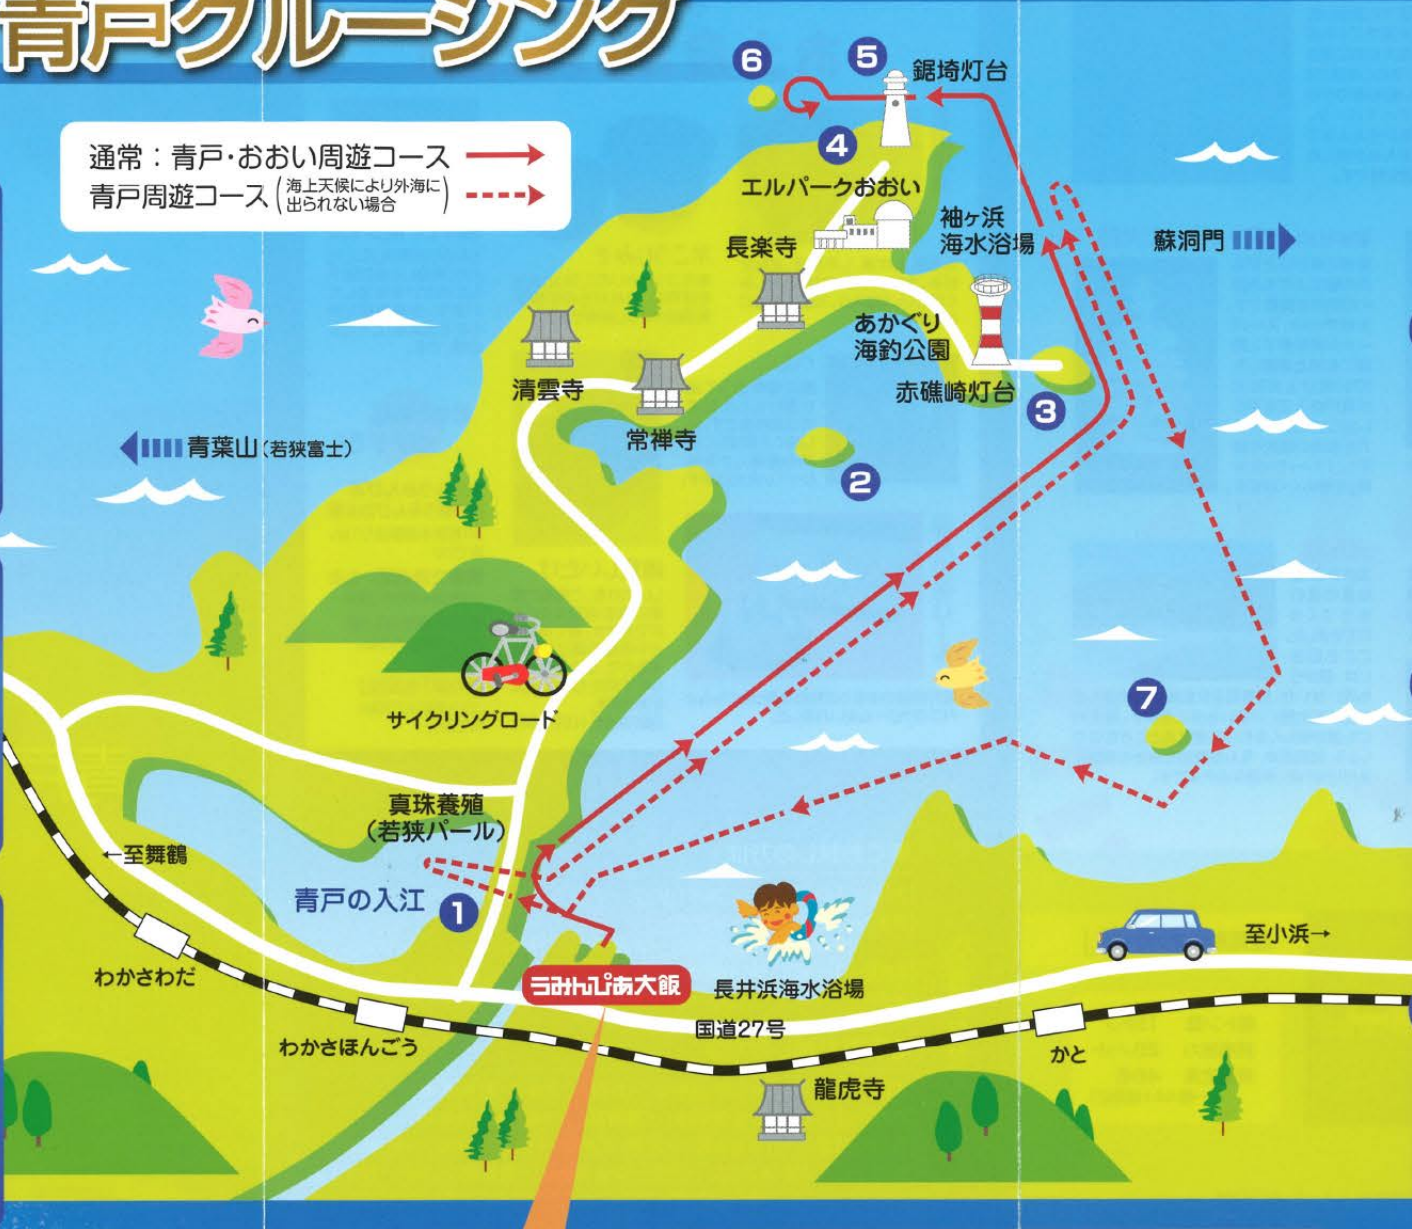 青戸クルージング
通常：青戸・おおい周遊コース
青戸周遊コース(海上天候により外海に
出られない場合)
6
5
鋸埼灯台
4
エルパークおおい
袖ヶ浜
海水浴場
蘇洞門
長楽寺
あかぐり
海釣公園
清雲寺
赤礁崎灯台
3
常禅寺
青葉山(若狭富士)
2
7
サイクリングロード
真珠養殖
(若狭パール)
←至舞鶴
青戸の入江
1
至小浜→
わかさわだ
うみんぴあ大飯
長井浜海水浴場
国道27号
わかさほんごう
かと
龍虎寺